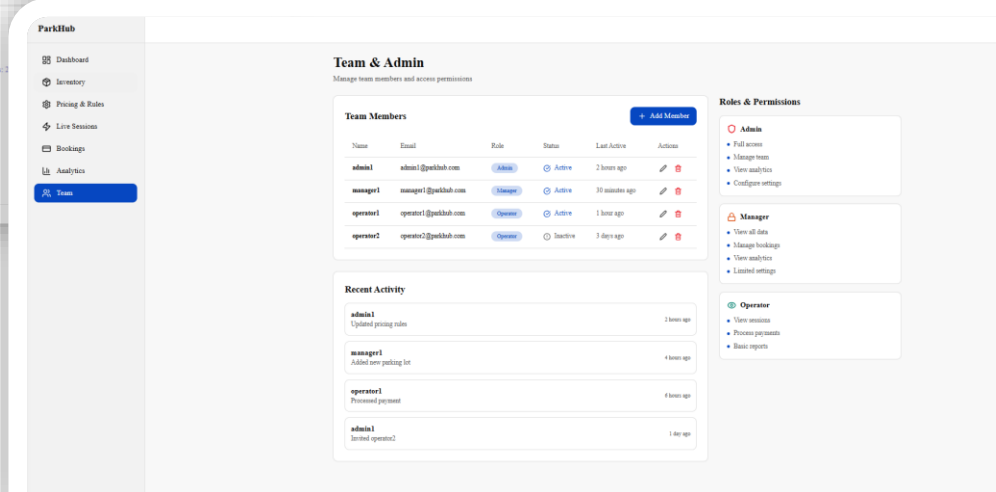 ParkHub
Dashboard
Inventory
Pricing & Rules
Live Sessions
Bookings
Analytics
Team
Team & Admin
Manage team members and access permissions
Team Members
+ Add Member
Name Email Role Status Last Active Actions
admin1 admin1@parkhub.com Admin Active 2 hours ago
manager1 manager1@parkhub.com Manager Active 30 minutes ago
operator1 operator1@parkhub.com Operator Active 1 hour ago
operator2 operator2@parkhub.com Operator Inactive 3 days ago
Recent Activity
admin1
Updated pricing rules
2 hours ago
manager1
Added new parking lot
4 hours ago
operator1
Processed payment
6 hours ago
admin1
Invited operator2
1 day ago
Roles & Permissions
Admin
• Full access
• Manage team
• View analytics
• Configure settings
Manager
• View all data
• Manage bookings
• View analytics
• Limited settings
Operator
• View sessions
• Process payments
• Basic reports